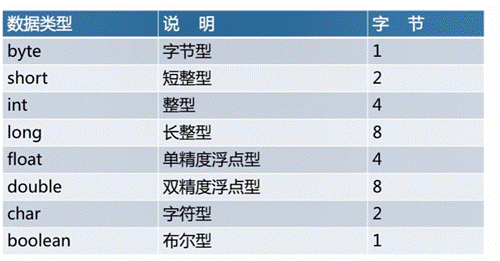 数据类型 说 明 字 节
byte 字节型 1
short 短整型 2
int 整型 4
long 长整型 8
float 单精度浮点型 4
double 双精度浮点型 8
char 字符型 2
boolean 布尔型 1